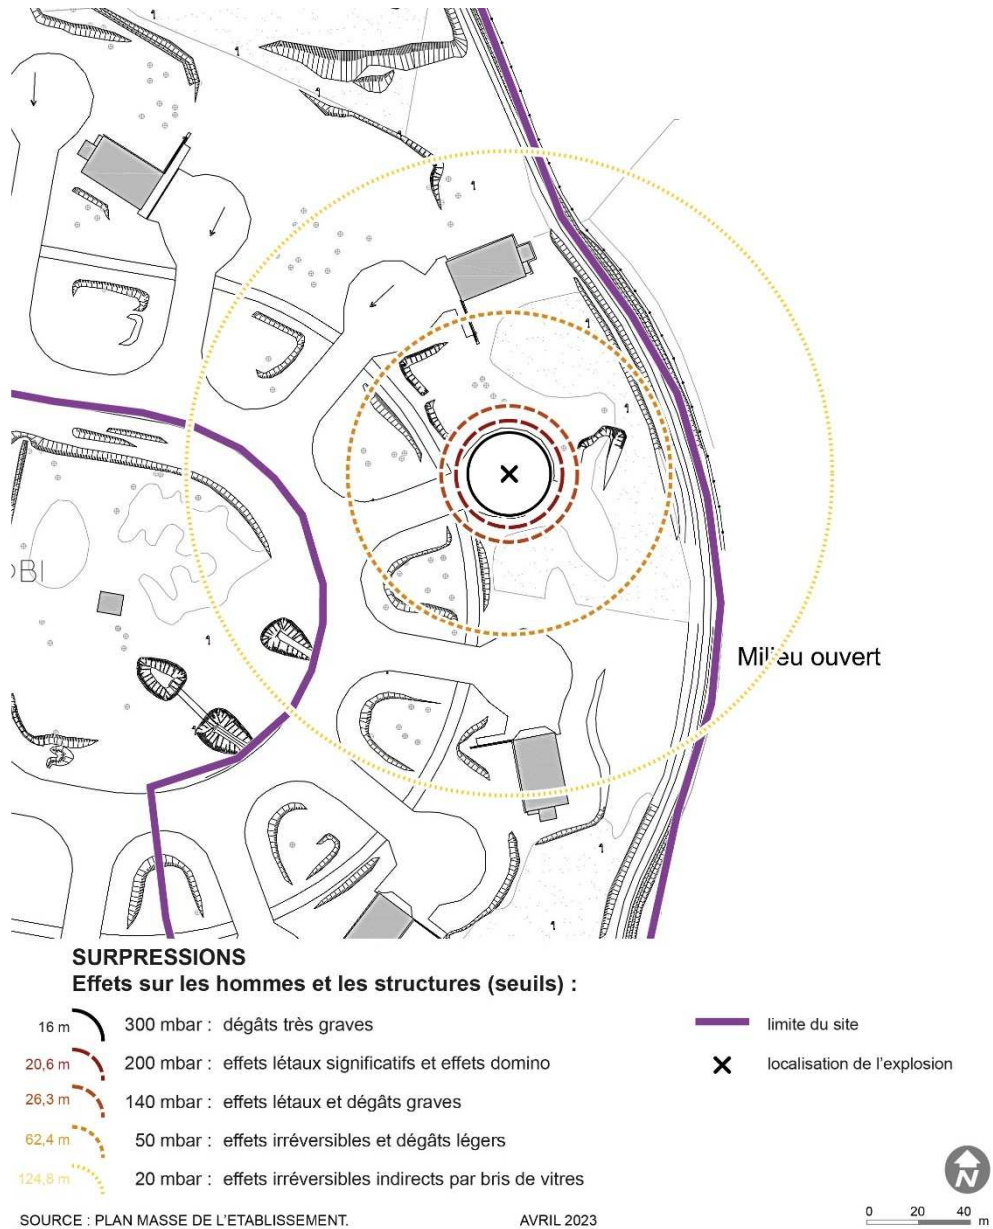 Milieu ouvert
SURPRESSIONS
Effets sur les hommes et les structures (seuils) :
16 m 300 mbar : dégâts très graves
20,6 m 200 mbar : effets létaux significatifs et effets domino
26,3 m 140 mbar : effets létaux et dégâts graves
62,4 m 50 mbar : effets irréversibles et dégâts légers
124,8 m 20 mbar : effets irréversibles indirects par bris de vitres
limite du site
localisation de l'explosion
N
0 20 40 m
SOURCE : PLAN MASSE DE L'ETABLISSEMENT. AVRIL 2023